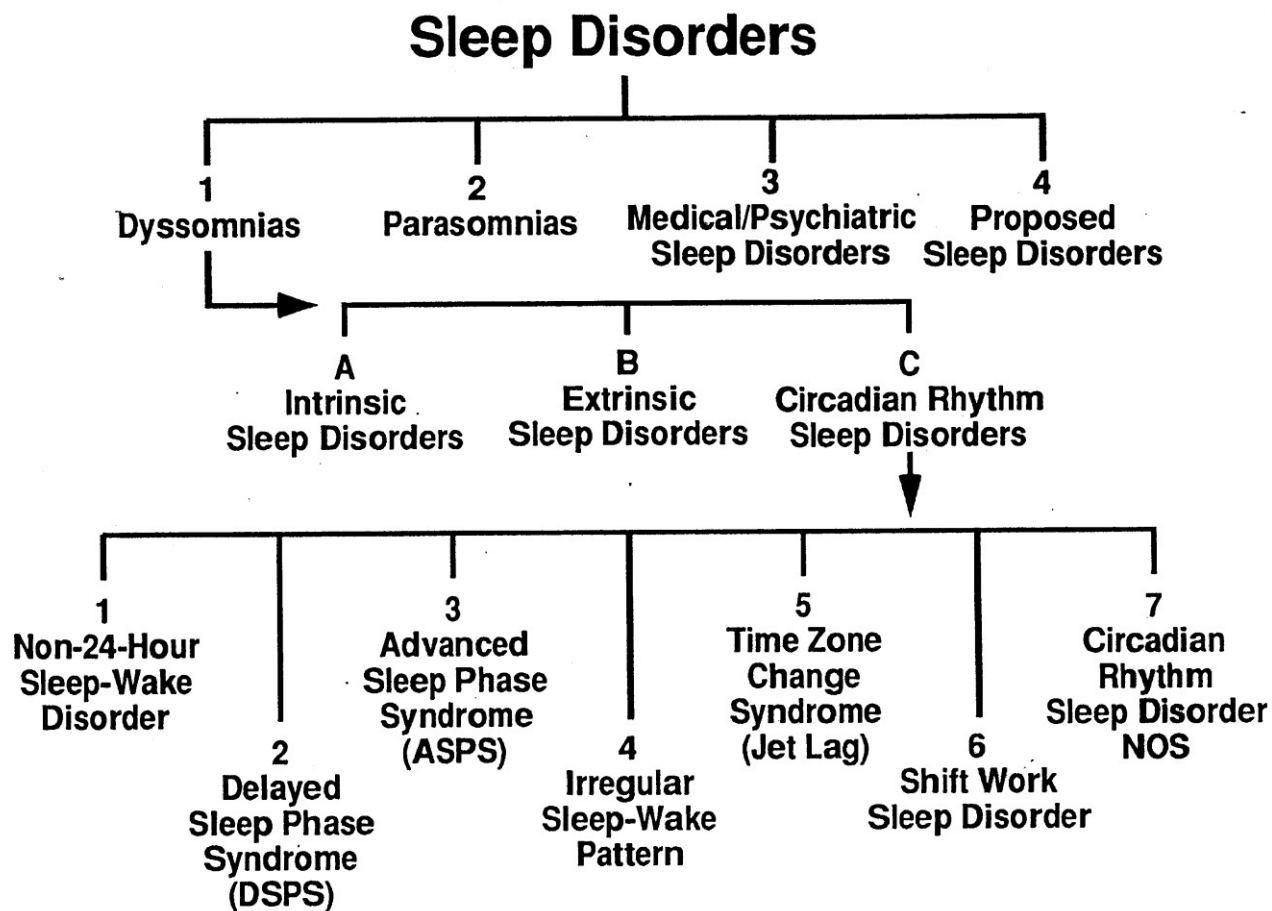 Sleep Disorders
1
Dyssomnias
2
Parasomnias
3
Medical/Psychiatric
Sleep Disorders
4
Proposed
Sleep Disorders
A
Intrinsic
Sleep Disorders
B
Extrinsic
Sleep Disorders
C
Circadian Rhythm
Sleep Disorders
1
Non-24-Hour
Sleep-Wake
Disorder
2
Delayed
Sleep Phase
Syndrome
(DSPS)
3
Advanced
Sleep Phase
Syndrome
(ASPS)
4
Irregular
Sleep-Wake
Pattern
5
Time Zone
Change
Syndrome
(Jet Lag)
6
Shift Work
Sleep Disorder
7
Circadian
Rhythm
Sleep Disorder
NOS